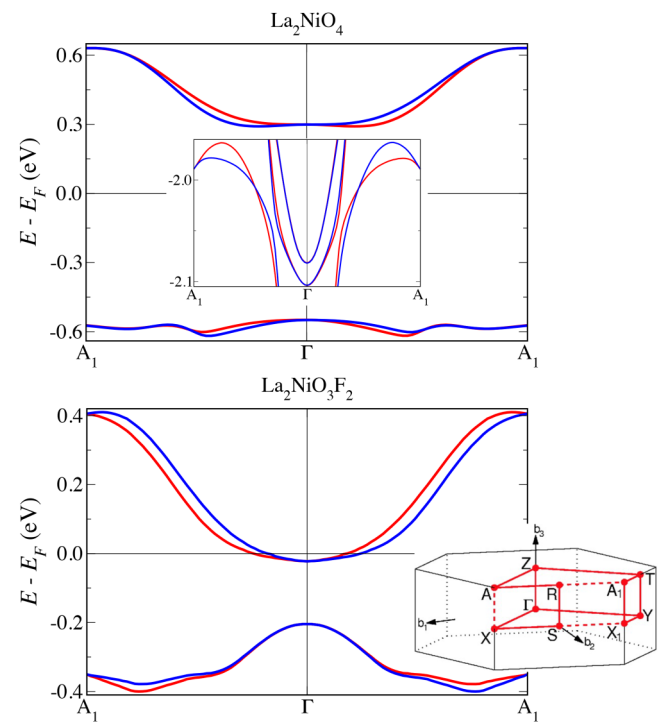 La₂NiO₄
E - E_F (eV)
0.6
0.3
0.0
-0.3
-0.6
-2.0
-2.1
A₁ Γ A₁
A₁ Γ A₁
La₂NiO₃F₂
E - E_F (eV)
0.4
0.2
0.0
-0.2
-0.4
b₃
Z T
A R A₁
Γ Y
b₁
X S X₁
b₂
A₁ Γ A₁